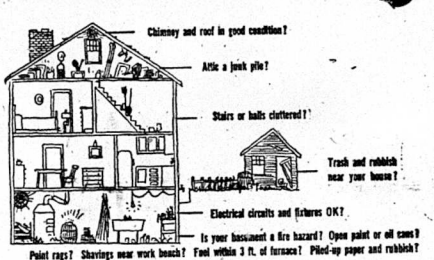 Chimney and roof in good condition?
Attic a junk pile?
Stairs or halls cluttered?
Trash and rubbish
near your house?
Electrical circuits and fixtures OK?
Is your basement a fire hazard? Open paint or oil cans?
Paint rags? Shavings near work bench? Fuel within 3 ft. of furnace? Piled-up paper and rubbish?